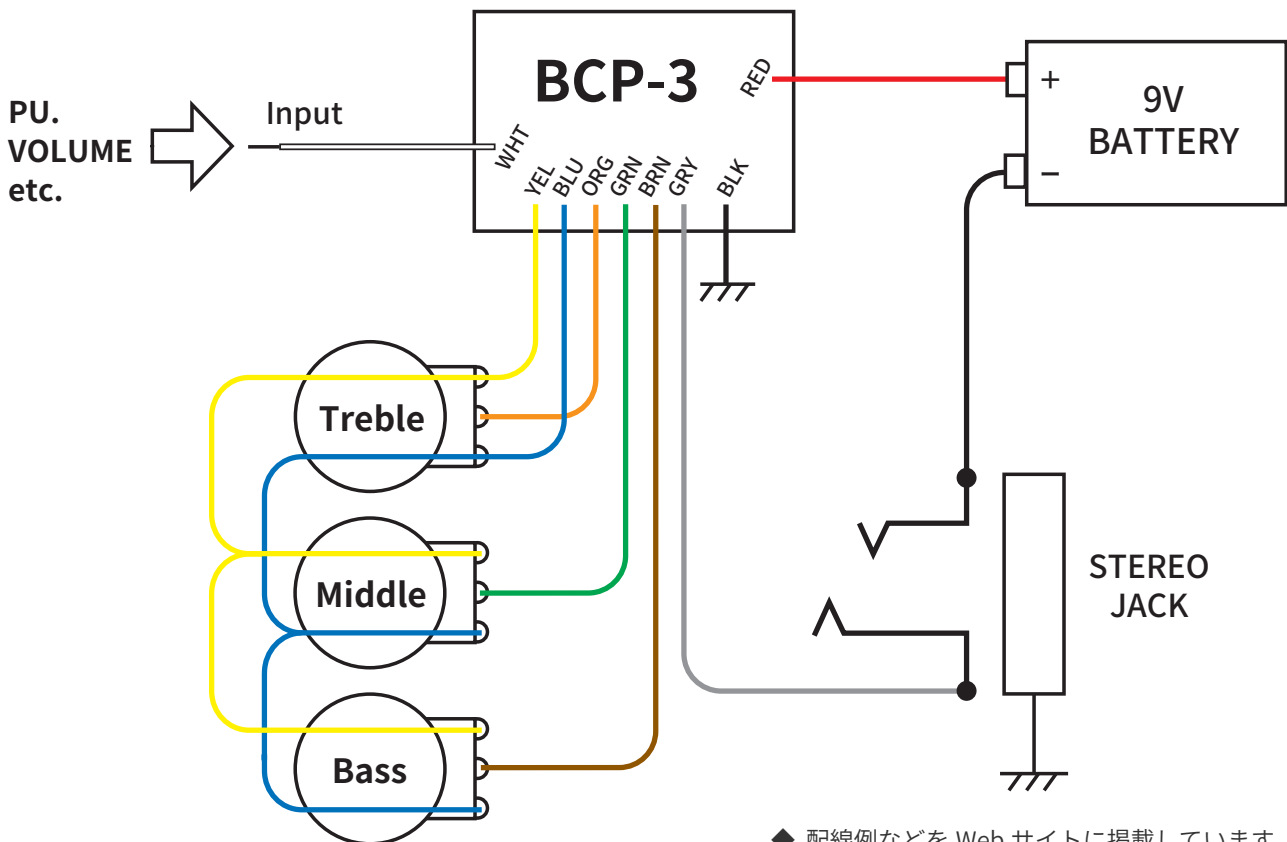 BCP-3
RED
+
9V
BATTERY
−
PU.
VOLUME
etc.
Input
WHT
YEL
BLU
ORG
GRN
BRN
GRY
BLK
Treble
Middle
Bass
STEREO
JACK
◆ 配線例などを Web サイトに掲載しています